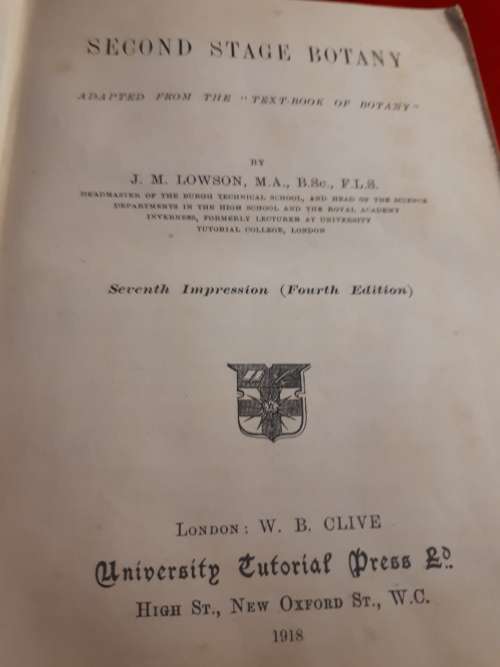 SECOND STAGE BOTANY
ADAPTED FROM THE "TEXT-BOOK OF BOTANY"
BY
J. M. LOWSON, M.A., B.Sc., F.L.S.
HEADMASTER OF THE BURGH TECHNICAL SCHOOL, AND HEAD OF THE SCIENCE
DEPARTMENTS IN THE HIGH SCHOOL AND THE ROYAL ACADEMY
INVERNESS, FORMERLY LECTURER AT UNIVERSITY
TUTORIAL COLLEGE, LONDON
Seventh Impression (Fourth Edition)
LONDON: W. B. CLIVE
University Tutorial Press Ld.
HIGH ST., NEW OXFORD ST., W.C.
1918